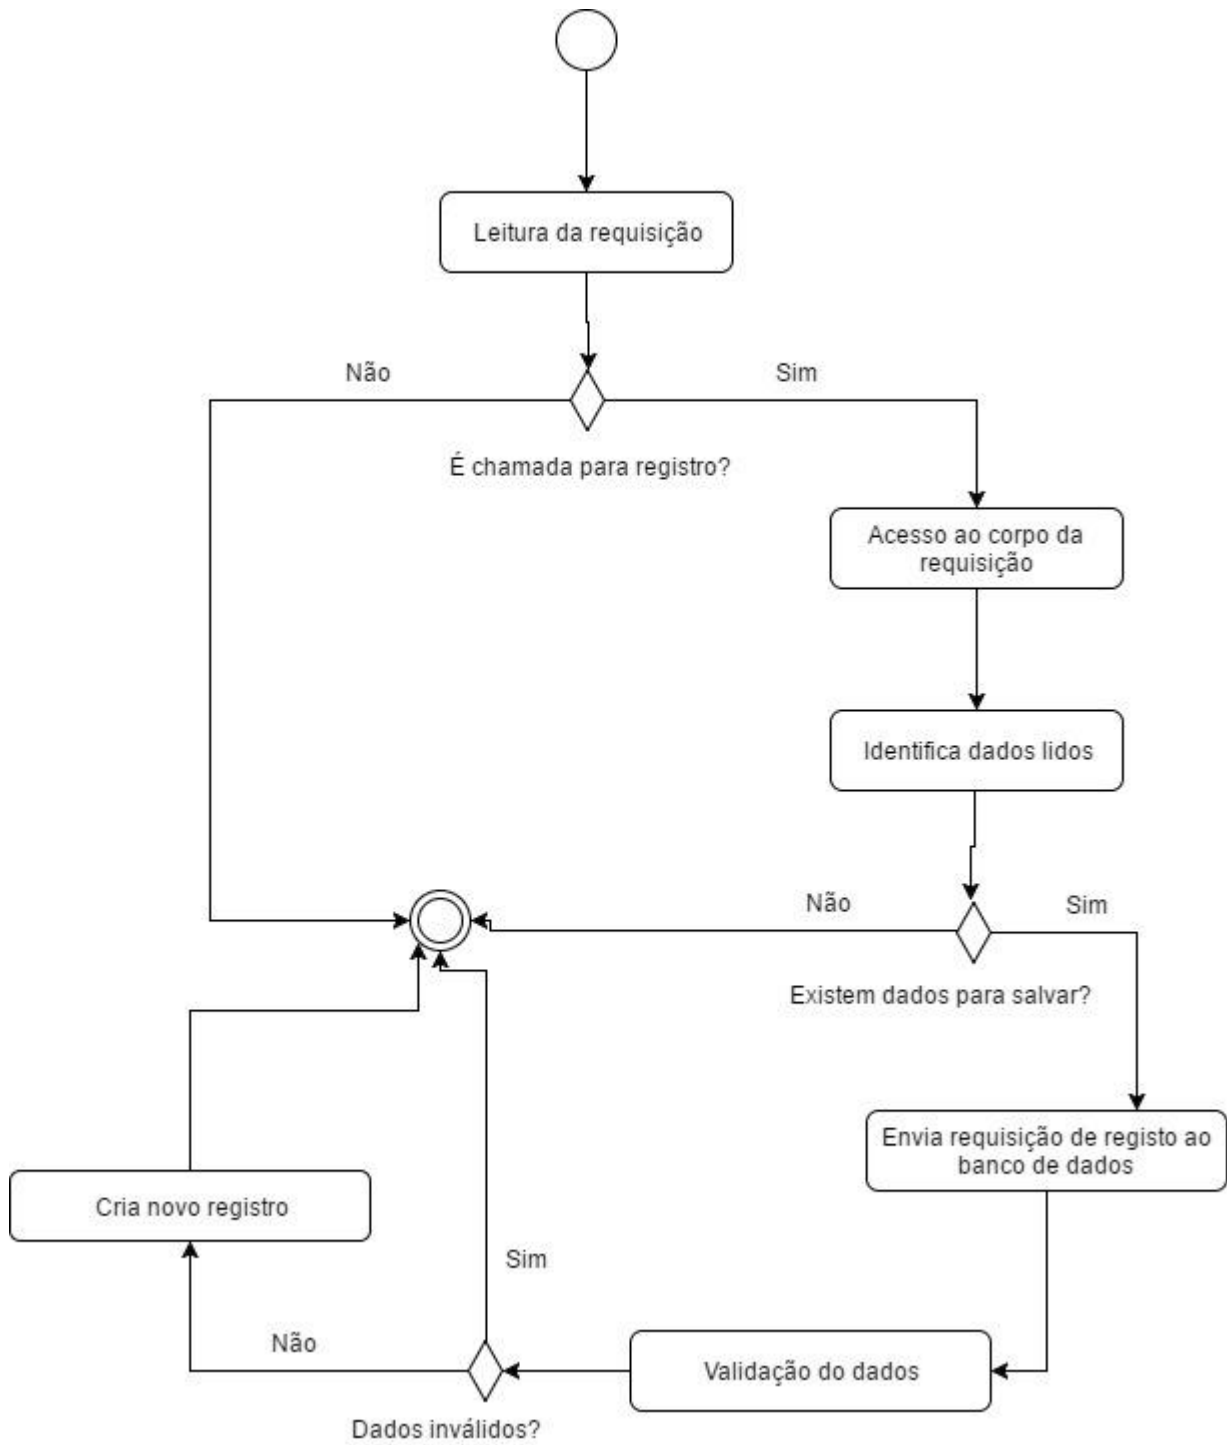 Leitura da requisição
Não
Sim
É chamada para registro?
Acesso ao corpo da
requisição
Identifica dados lidos
Não
Sim
Existem dados para salvar?
Envia requisição de registo ao
banco de dados
Cria novo registro
Sim
Não
Validação do dados
Dados inválidos?